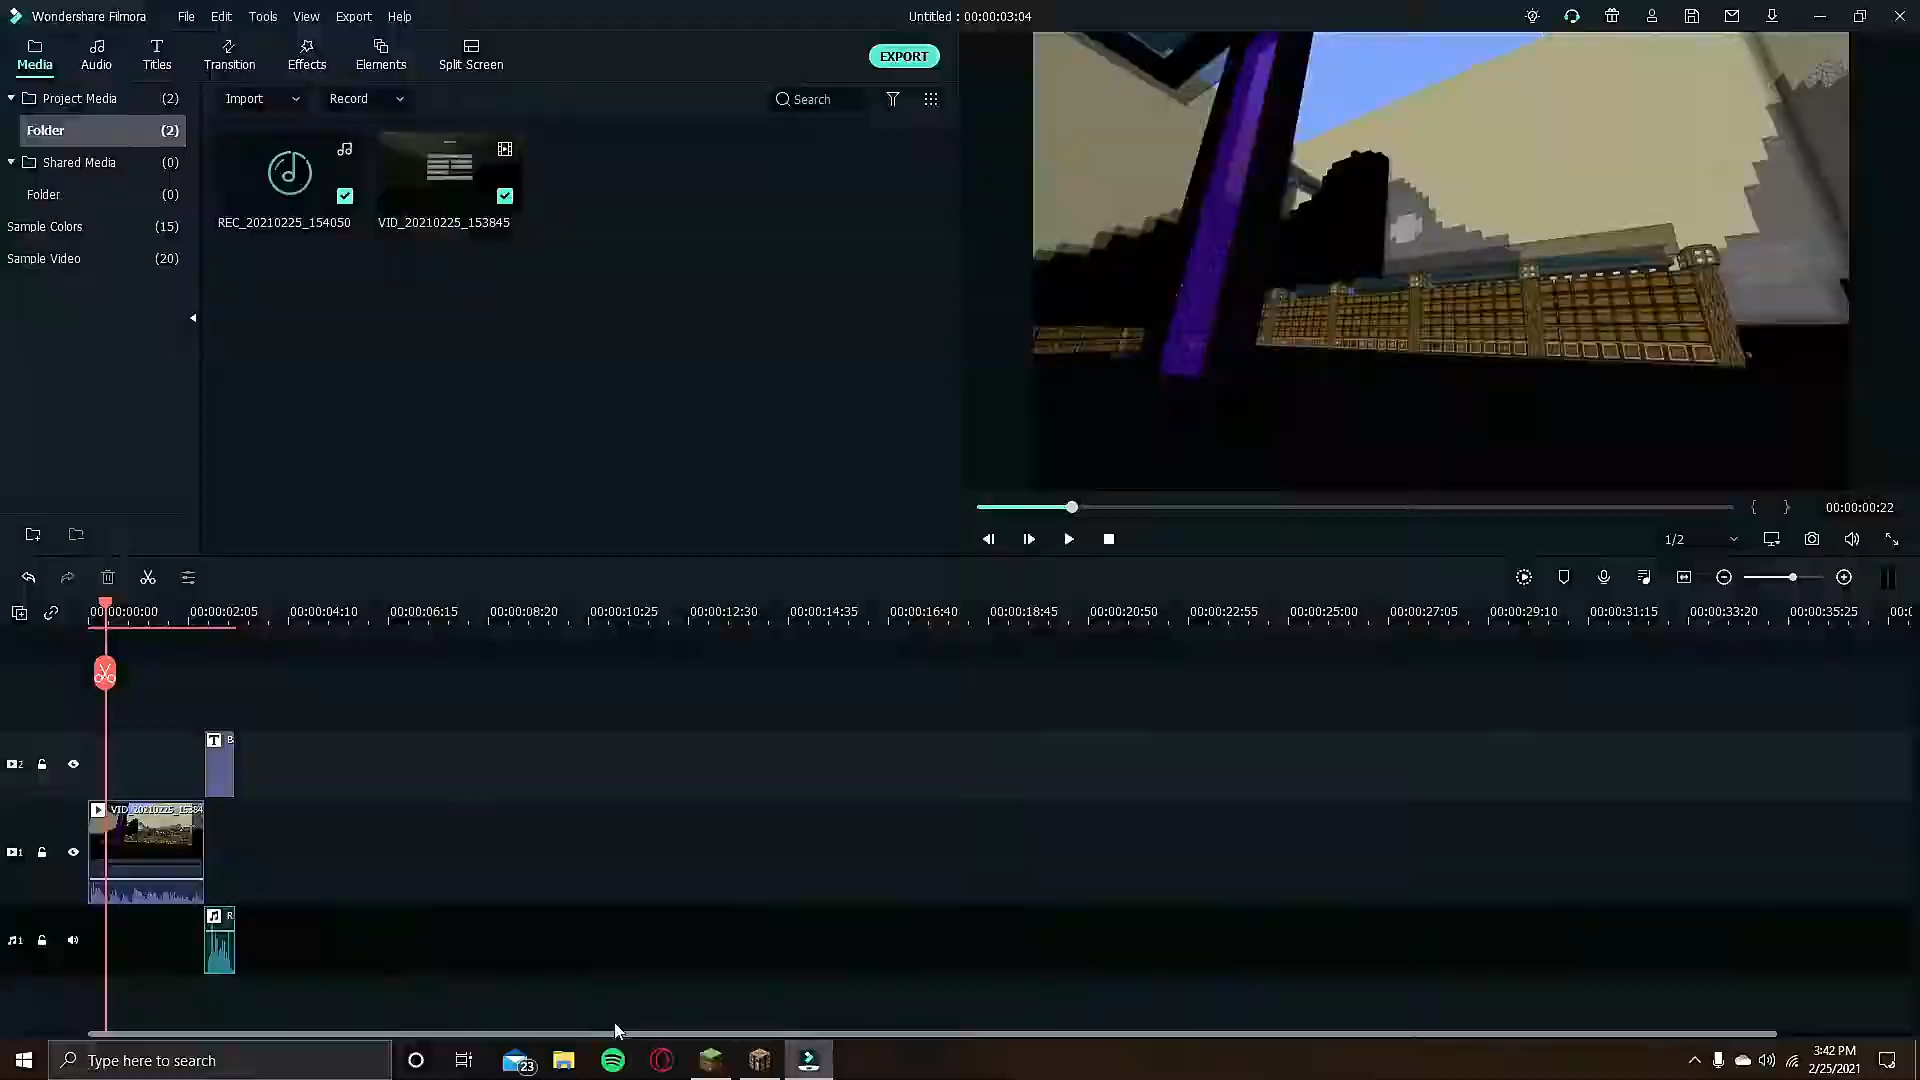 Wondershare Filmora
File Edit Tools View Export Help
Untitled : 00:00:03:04
Media Audio Titles Transition Effects Elements Split Screen
EXPORT
Project Media (2)
Folder (2)
Shared Media (0)
Folder (0)
Sample Colors (15)
Sample Video (20)
Import Record Search
REC_20210225_154050 VID_20210225_153845
00:00:00:22
1/2
00:00:00:00 00:00:02:05 00:00:04:10 00:00:06:15 00:00:08:20 00:00:10:25 00:00:12:30 00:00:14:35 00:00:16:40 00:00:18:45 00:00:20:50 00:00:22:55 00:00:25:00 00:00:27:05 00:00:29:10 00:00:31:15 00:00:33:20 00:00:35:25
T B
2
VID_20210225_15384
1
R
1
Type here to search
23
3:42 PM
2/25/2021